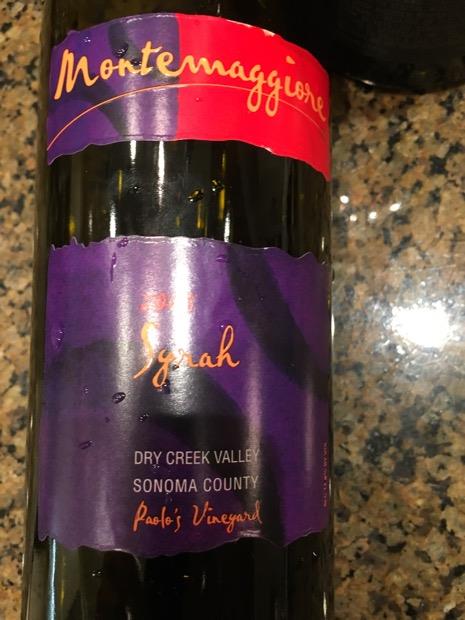 Montemaggiore
Syrah
DRY CREEK VALLEY
SONOMA COUNTY
Paolo's Vineyard